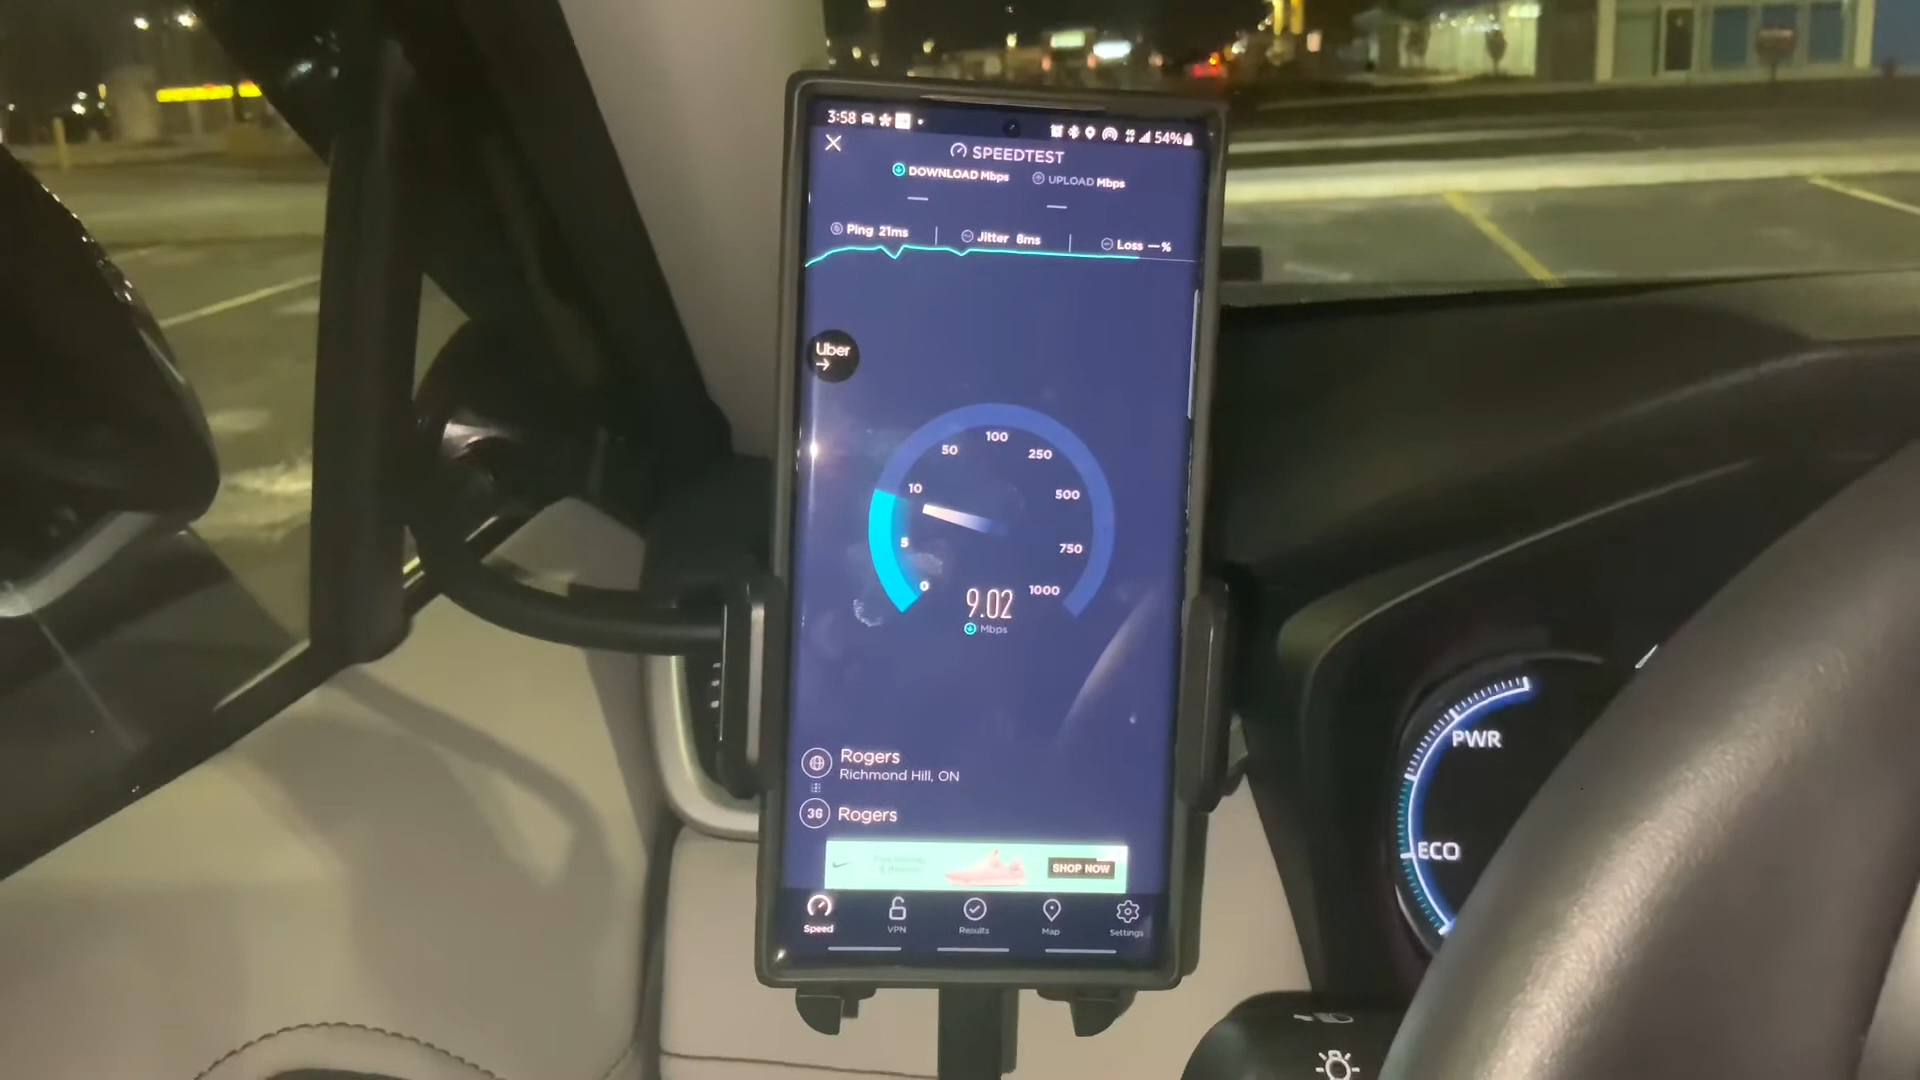 3:58
54%
SPEEDTEST
DOWNLOAD Mbps UPLOAD Mbps
Ping 21ms Jitter 8ms Loss —%
Uber
100
50 250
10 500
5 750
0 1000
9.02
Mbps
Rogers
Richmond Hill, ON
3G Rogers
SHOP NOW
Speed VPN Results Map Settings
PWR
ECO